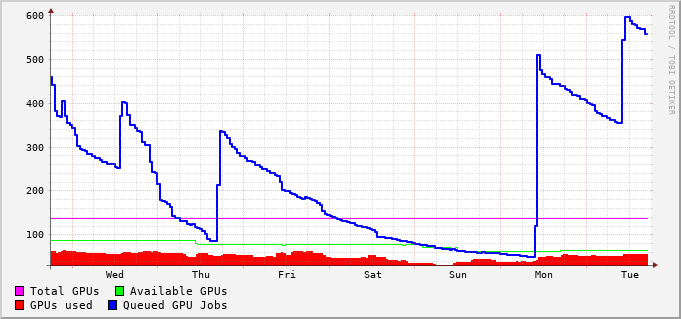 600
500
400
300
200
100
Wed Thu Fri Sat Sun Mon Tue
Total GPUs Available GPUs
GPUs used Queued GPU Jobs
RRDTOOL / TOBI OETIKER